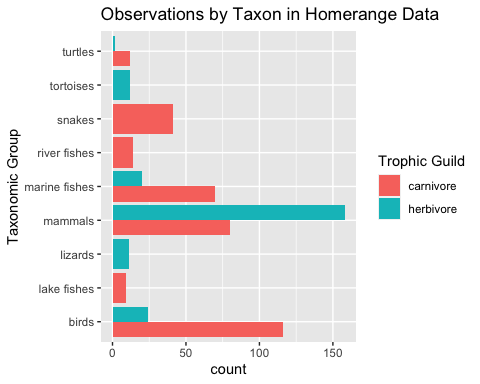 Observations by Taxon in Homerange Data
turtles
tortoises
snakes
river fishes
marine fishes
mammals
lizards
lake fishes
birds
Taxonomic Group
0 50 100 150
count
Trophic Guild
carnivore
herbivore